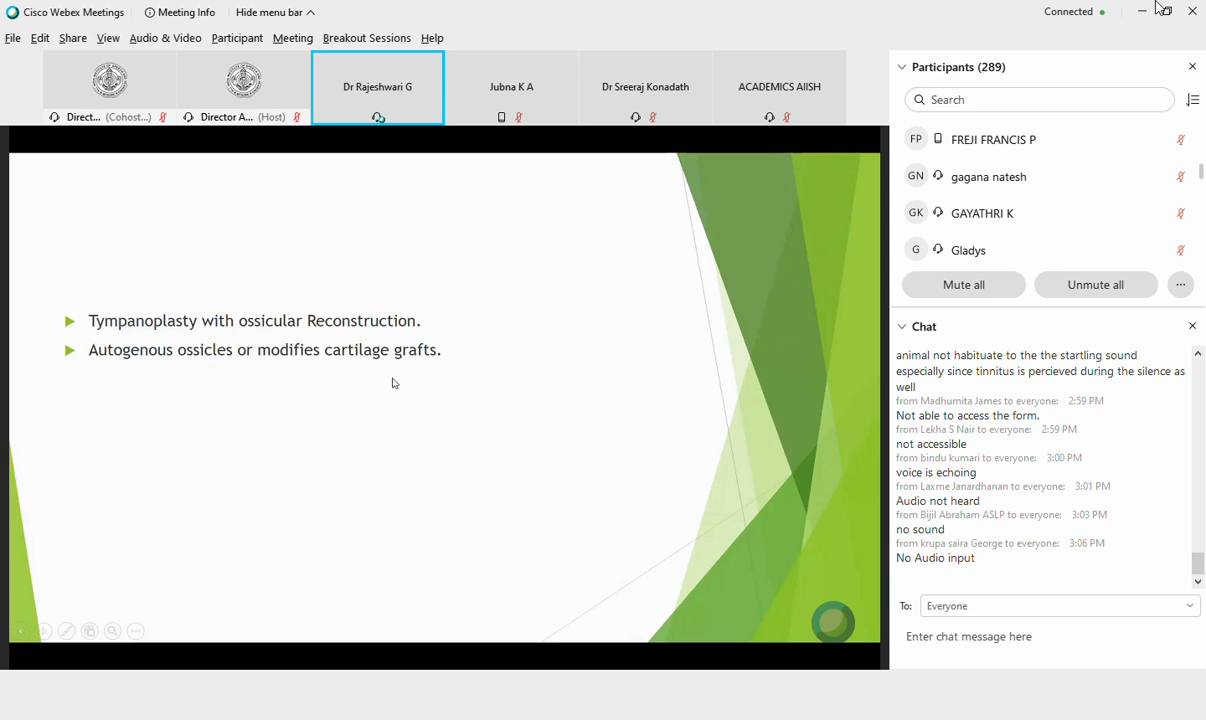 Cisco Webex Meetings
Meeting Info
Hide menu bar
Connected
File Edit Share View Audio & Video Participant Meeting Breakout Sessions Help
Direct... (Cohost...)
Director A... (Host)
Dr Rajeshwari G
Jubna K A
Dr Sreeraj Konadath
ACADEMICS AIISH
Tympanoplasty with ossicular Reconstruction.
Autogenous ossicles or modifies cartilage grafts.
Participants (289)
Search
FP FREJI FRANCIS P
GN gagana natesh
GK GAYATHRI K
G Gladys
Mute all
Unmute all
...
Chat
animal not habituate to the the startling sound
especially since tinnitus is percieved during the silence as
well
from Madhumita James to everyone: 2:59 PM
Not able to access the form.
from Lekha S Nair to everyone: 2:59 PM
not accessible
from bindu kumari to everyone: 3:00 PM
voice is echoing
from Laxme Janardhanan to everyone: 3:01 PM
Audio not heard
from Bijil Abraham ASLP to everyone: 3:03 PM
no sound
from krupa saira George to everyone: 3:06 PM
No Audio input
To: Everyone
Enter chat message here